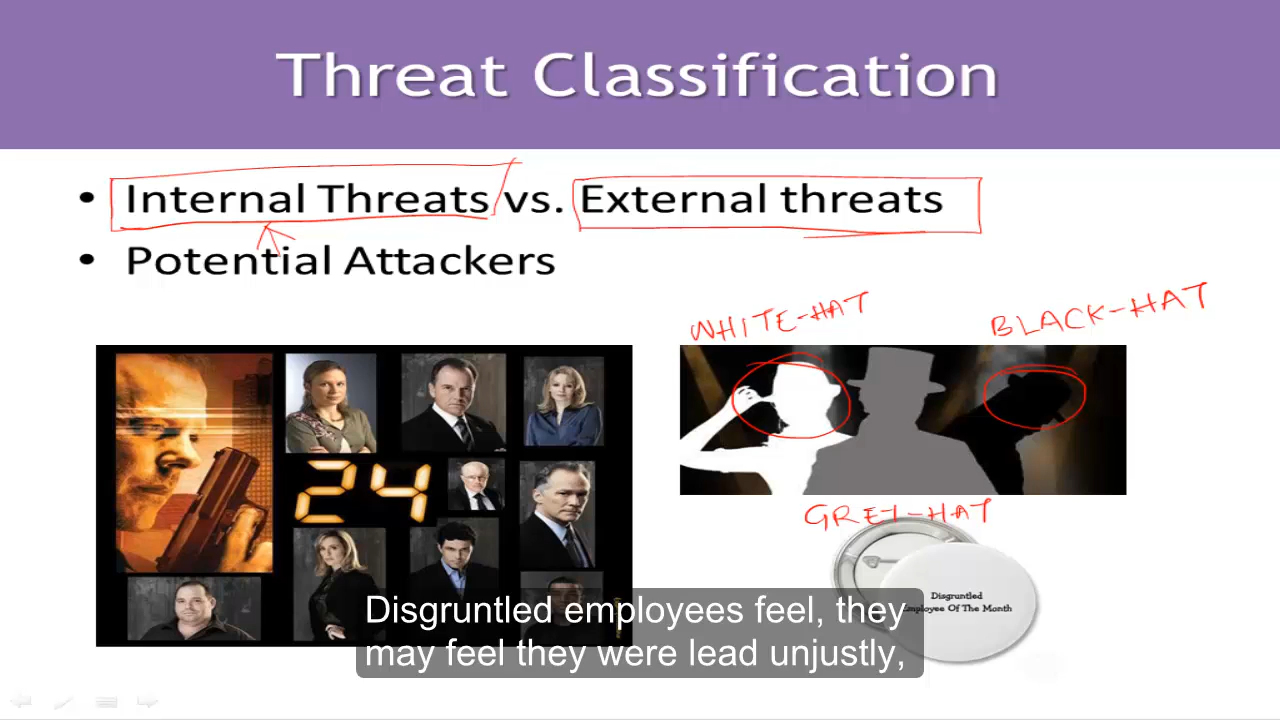 Threat Classification
• Internal Threats vs. External threats
• Potential Attackers
WHITE-HAT
BLACK-HAT
24
GREY-HAT
Disgruntled
Employee Of The Month
Disgruntled employees feel, they
may feel they were lead unjustly,